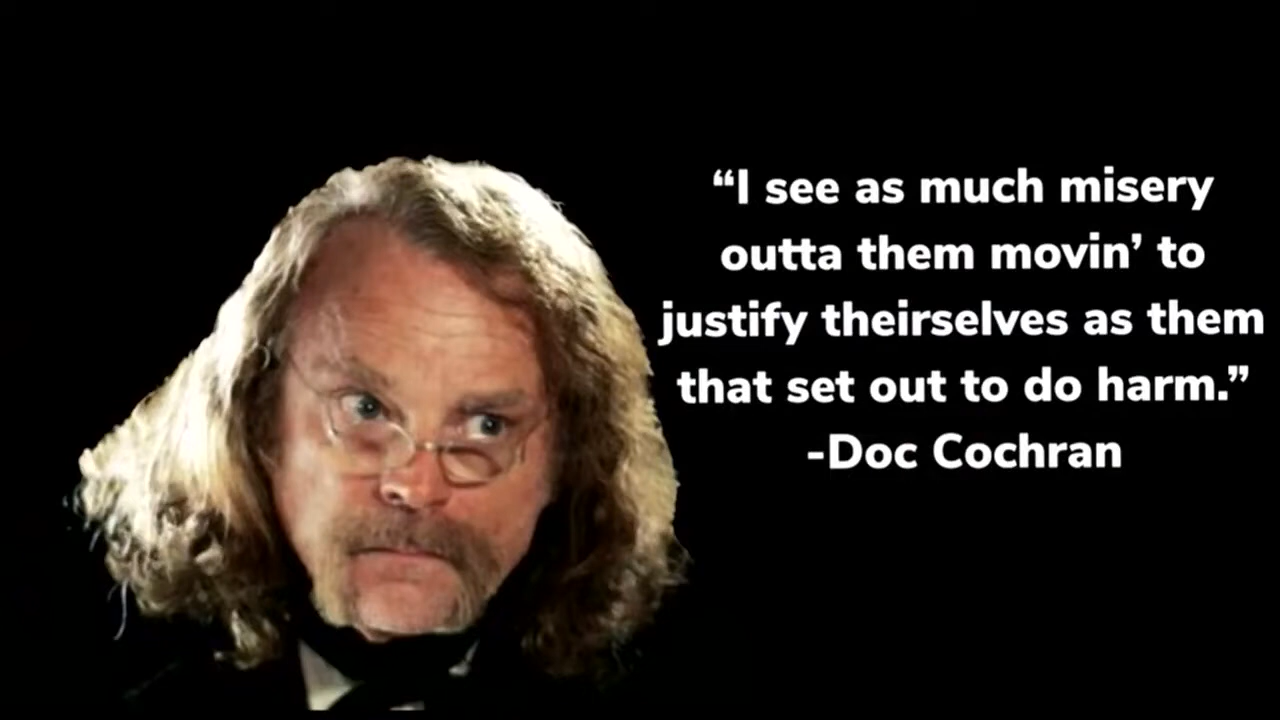 “I see as much misery
outta them movin’ to
justify theirselves as them
that set out to do harm.”
-Doc Cochran